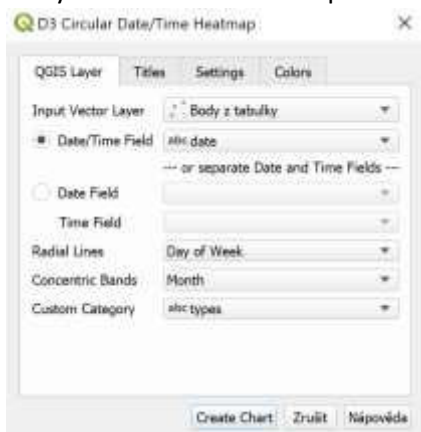 D3 Circular Date/Time Heatmap
QGIS Layer Titles Settings Colors
Input Vector Layer Body z tabulky
Date/Time Field abc date
--- or separate Date and Time Fields ---
Date Field
Time Field
Radial Lines Day of Week
Concentric Bands Month
Custom Category abc types
Create Chart Zrušit Nápověda